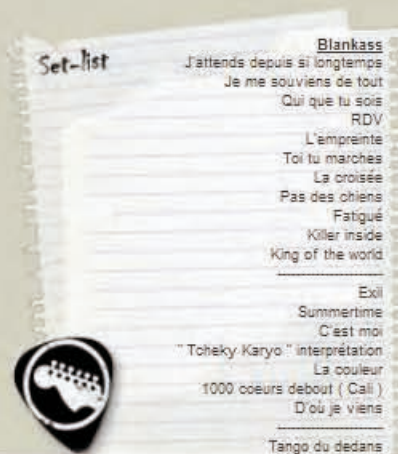 Set-list
Blankass
J'attends depuis si longtemps
Je me souviens de tout
Qui que tu sois
RDV
L'empreinte
Toi tu marches
La croisée
Pas des chiens
Fatigué
Killer inside
King of the world
--------------------
Exil
Summertime
C'est moi
" Tcheky Karyo " interprétation
La couleur
1000 coeurs debout ( Cali )
D'où je viens
--------------------
Tango du dedans